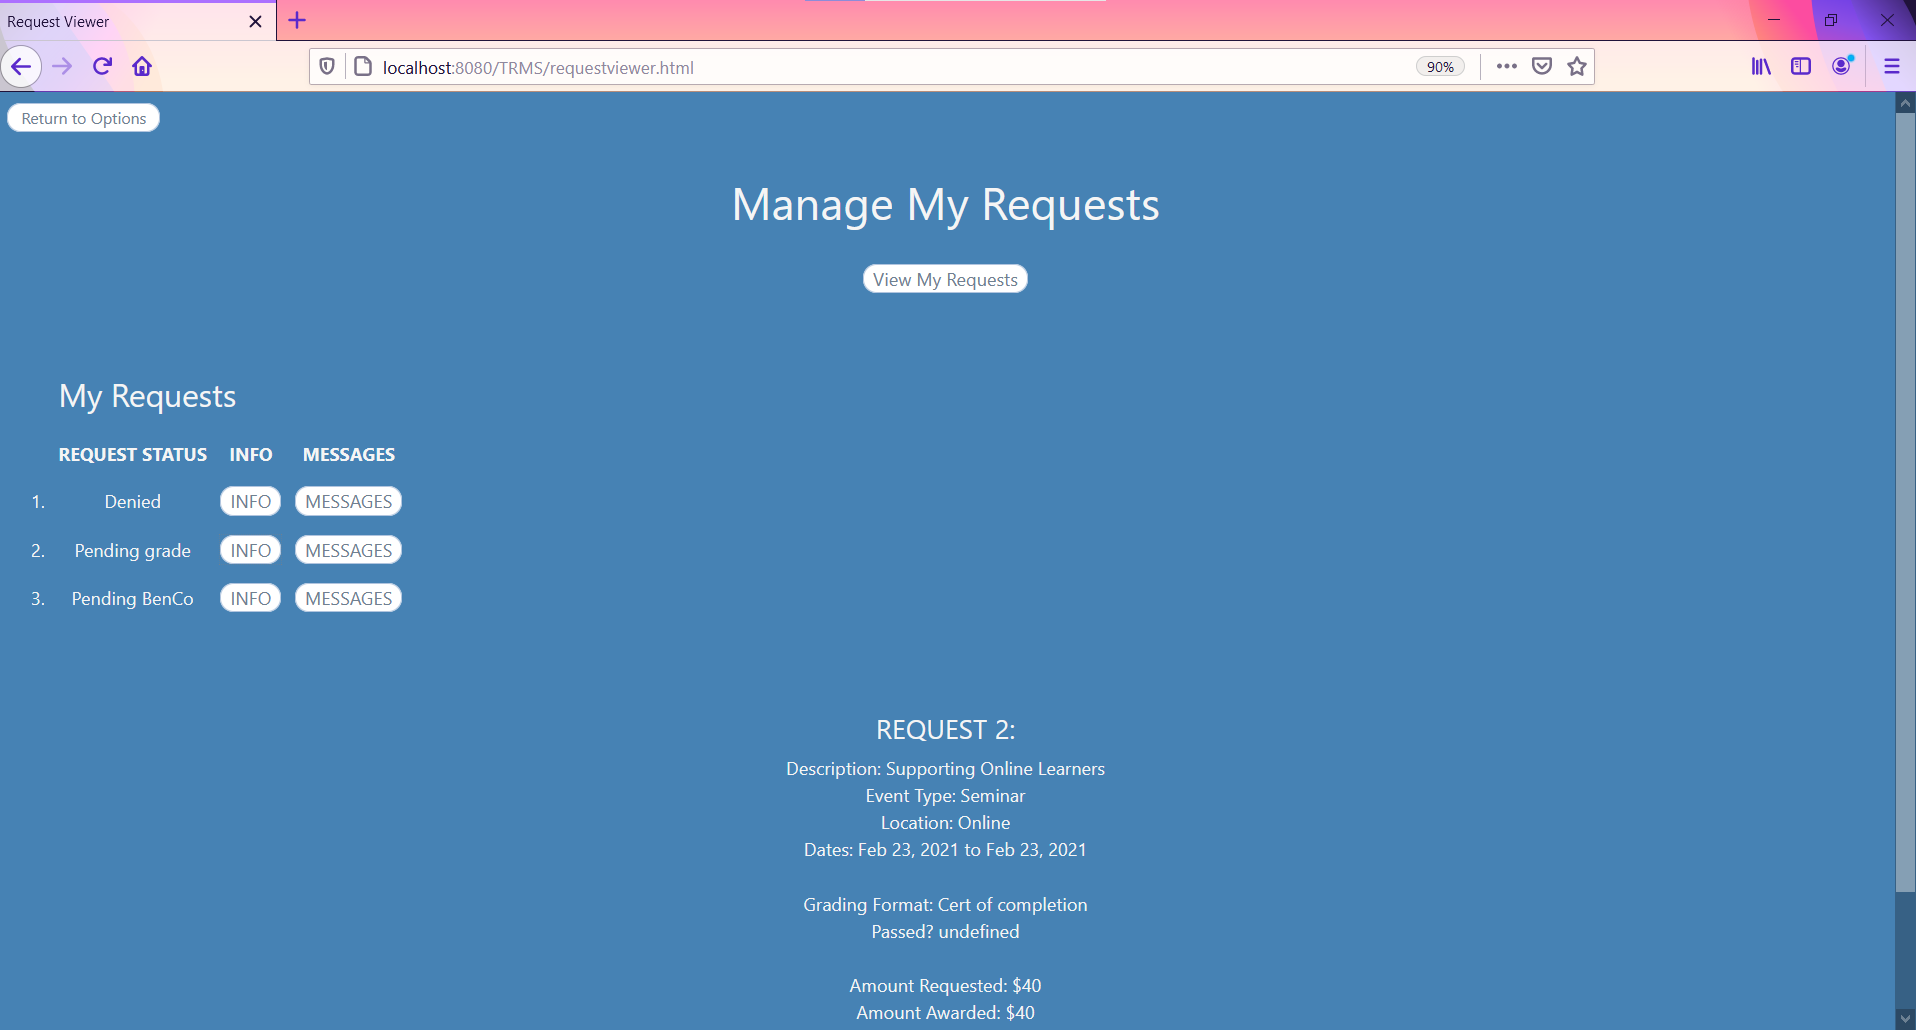 Request Viewer
localhost:8080/TRMS/requestviewer.html
90%
Return to Options
Manage My Requests
View My Requests
My Requests
REQUEST STATUS INFO MESSAGES
1. Denied INFO MESSAGES
2. Pending grade INFO MESSAGES
3. Pending BenCo INFO MESSAGES
REQUEST 2:
Description: Supporting Online Learners
Event Type: Seminar
Location: Online
Dates: Feb 23, 2021 to Feb 23, 2021
Grading Format: Cert of completion
Passed? undefined
Amount Requested: $40
Amount Awarded: $40